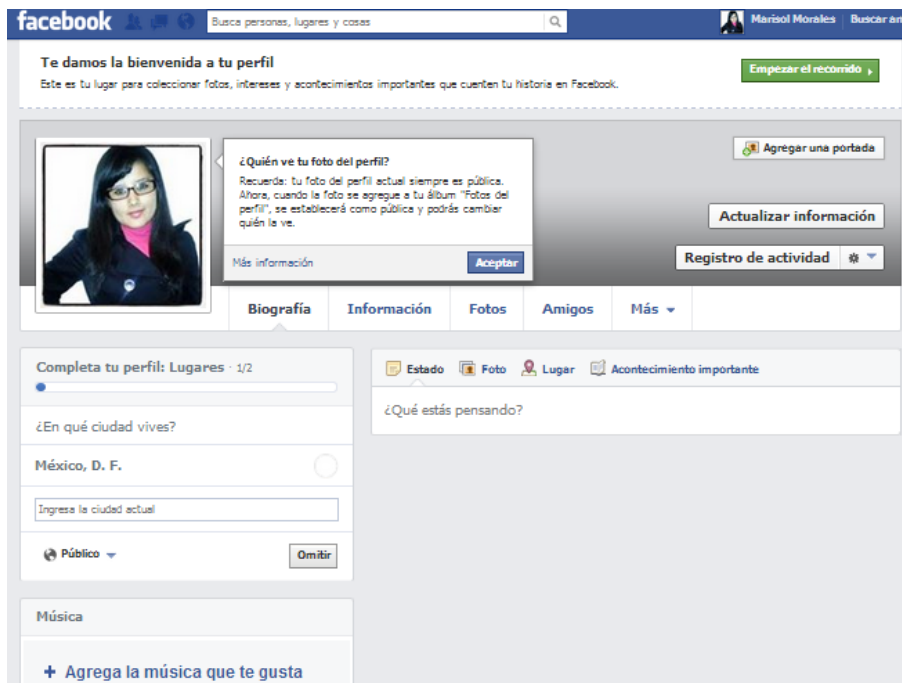 facebook
Busca personas, lugares y cosas
Marisol Morales
Buscar am
Te damos la bienvenida a tu perfil
Este es tu lugar para coleccionar fotos, intereses y acontecimientos importantes que cuenten tu historia en Facebook.
Empezar el recorrido
Agregar una portada
¿Quién ve tu foto del perfil?
Recuerda: tu foto del perfil actual siempre es pública.
Ahora, cuando la foto se agregue a tu álbum "Fotos del
perfil", se establecerá como pública y podrás cambiar
quién la ve.
Más información
Aceptar
Actualizar información
Registro de actividad
Biografía
Información
Fotos
Amigos
Más
Completa tu perfil: Lugares · 1/2
¿En qué ciudad vives?
México, D. F.
Ingresa la ciudad actual
Público
Omitir
Música
+ Agrega la música que te gusta
Estado
Foto
Lugar
Acontecimiento importante
¿Qué estás pensando?